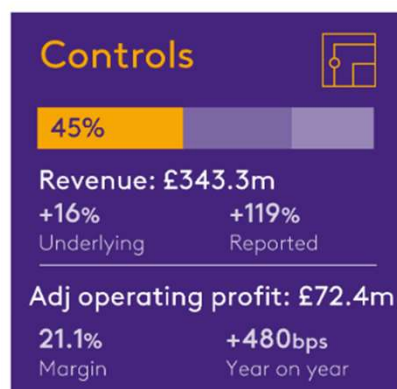 Controls
45%
Revenue: £343.3m
+16% +119%
Underlying Reported
Adj operating profit: £72.4m
21.1% +480bps
Margin Year on year